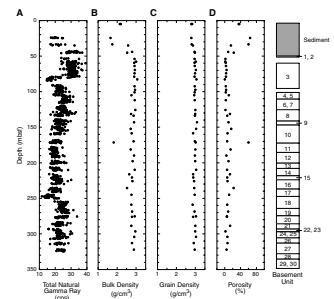 A B C D
0
50
100
150
200
250
300
350
Depth (mbsf)
10 20 30 40
Total Natural
Gamma Ray
(cps)
2 3
Bulk Density
(g/cm³)
2 3
Grain Density
(g/cm³)
0 40 80
Porosity
(%)
Sediment
1, 2
3
4, 5
6, 7
8
9
10
11
12
13
14
15
16
17
18
19
20
21
22, 23
24, 25
26
27
28
29, 30
Basement
Unit